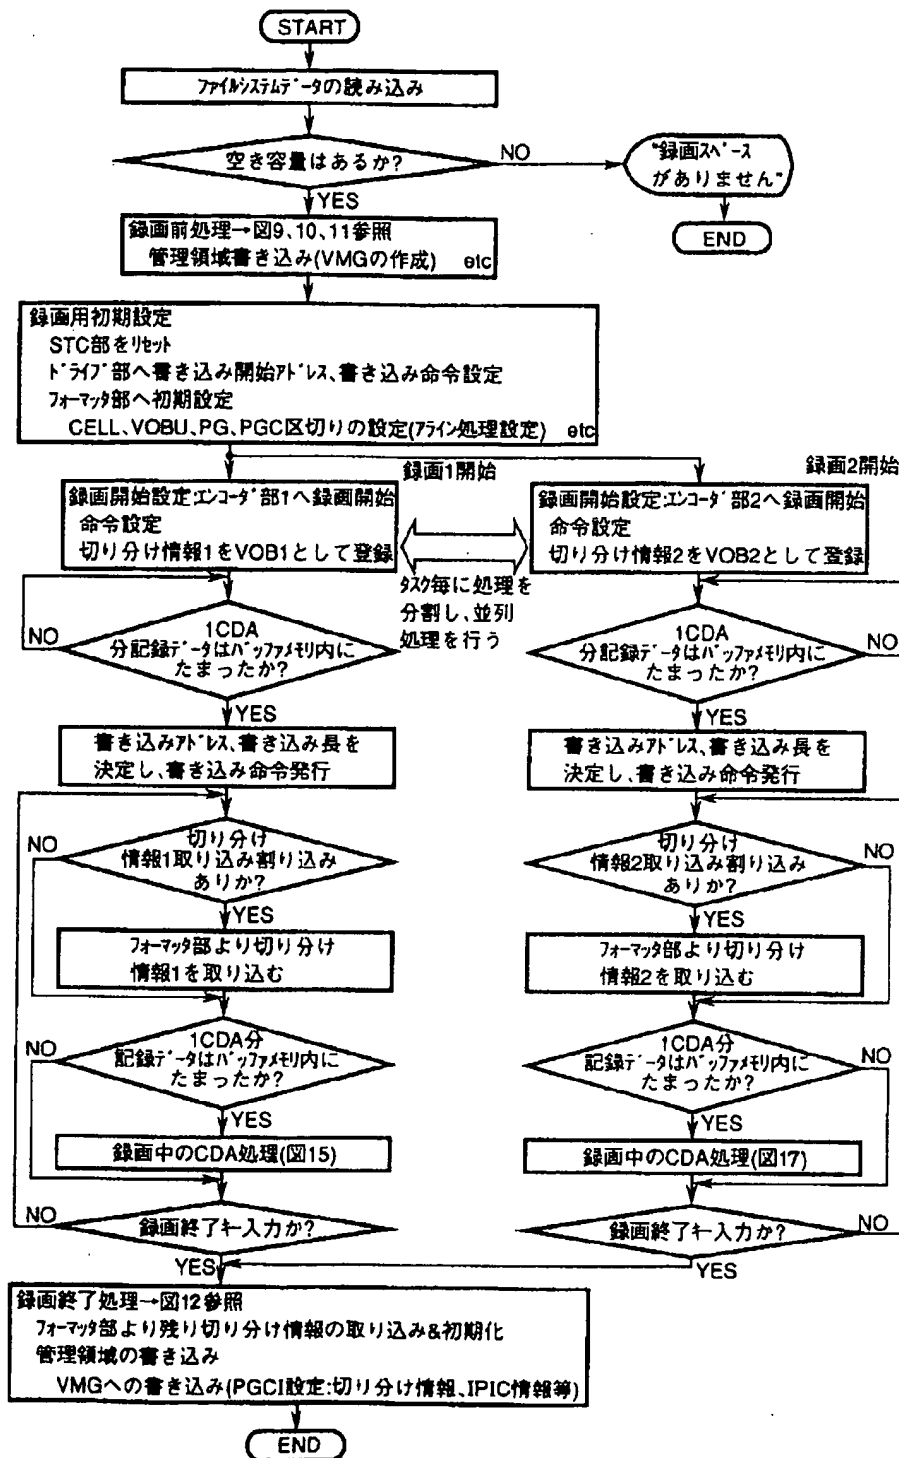 START
ファイルシステムデータの読み込み
空き容量はあるか?
NO
"録画スペース
がありません"
END
YES
録画前処理→図9、10、11参照
管理領域書き込み(VMGの作成) etc
録画用初期設定
STC部をリセット
ドライブ部へ書き込み開始アドレス、書き込み命令設定
フォーマッタ部へ初期設定
CELL、VOBU、PG、PGC区切りの設定(アライン処理設定) etc
録画1開始
録画開始設定:エンコーダ部1へ録画開始
命令設定
切り分け情報1をVOB1として登録
タスク毎に処理を
分割し、並列
処理を行う
NO
1CDA
分記録データはバッファメモリ内に
たまったか?
YES
書き込みアドレス、書き込み長を
決定し、書き込み命令発行
NO
切り分け
情報1取り込み割り込み
ありか?
YES
フォーマッタ部より切り分け
情報1を取り込む
NO
1CDA分
記録データはバッファメモリ内に
たまったか?
YES
録画中のCDA処理(図15)
NO
録画終了キー入力か?
YES
録画2開始
録画開始設定:エンコーダ部2へ録画開始
命令設定
切り分け情報2をVOB2として登録
1CDA
分記録データはバッファメモリ内に
たまったか?
NO
YES
書き込みアドレス、書き込み長を
決定し、書き込み命令発行
切り分け
情報2取り込み割り込み
ありか?
NO
YES
フォーマッタ部より切り分け
情報2を取り込む
1CDA分
記録データはバッファメモリ内に
たまったか?
NO
YES
録画中のCDA処理(図17)
録画終了キー入力か?
NO
YES
録画終了処理→図12参照
フォーマッタ部より残り切り分け情報の取り込み&初期化
管理領域の書き込み
VMGへの書き込み(PGCI設定:切り分け情報、IPIC情報等)
END